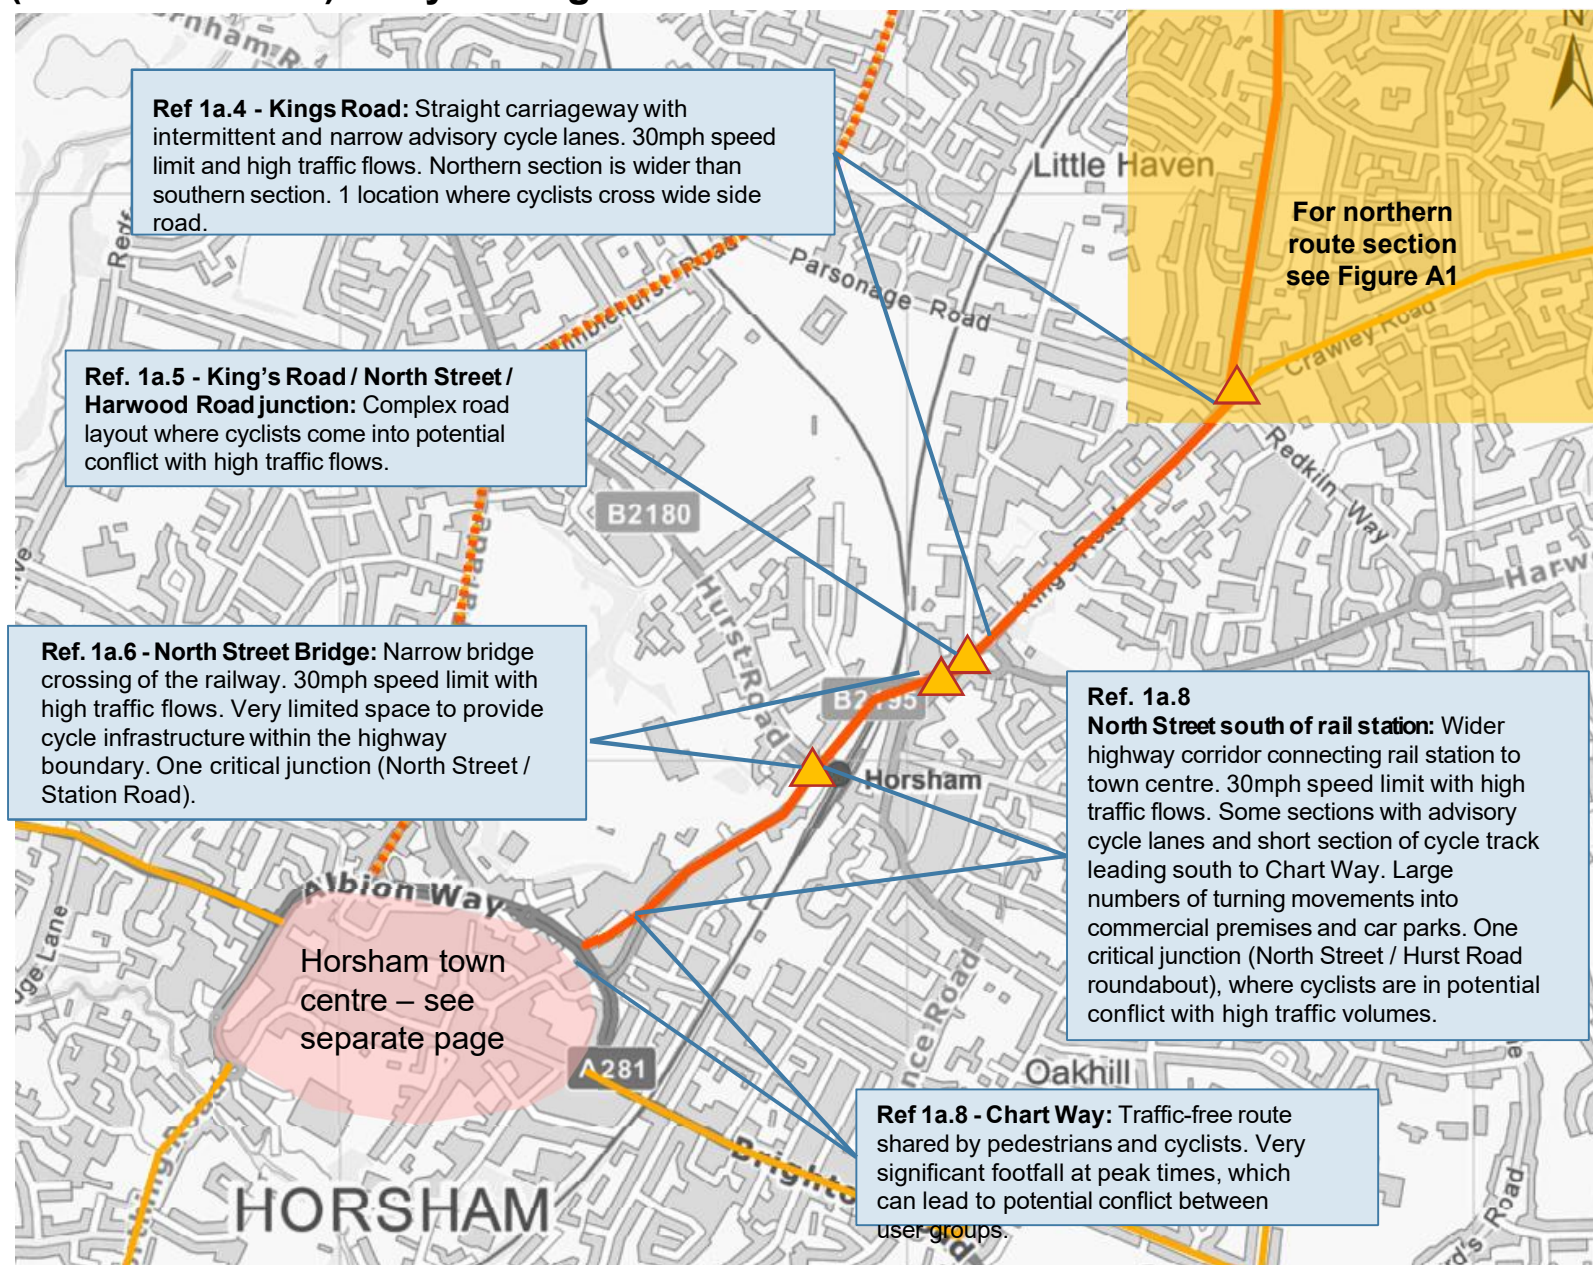 Ref 1a.4 - Kings Road: Straight carriageway with
intermittent and narrow advisory cycle lanes. 30mph speed
limit and high traffic flows. Northern section is wider than
southern section. 1 location where cyclists cross wide side
road.
N
Little Haven
For northern
route section
see Figure A1
Parsonage Road
Crawley Road
Ref. 1a.5 - King's Road / North Street /
Harwood Road junction: Complex road
layout where cyclists come into potential
conflict with high traffic flows.
Redkiln Way
B2180
King's Road
Hurst Road
Ref. 1a.6 - North Street Bridge: Narrow bridge
crossing of the railway. 30mph speed limit with
high traffic flows. Very limited space to provide
cycle infrastructure within the highway
boundary. One critical junction (North Street /
Station Road).
B2195
Horsham
Ref. 1a.8
North Street south of rail station: Wider
highway corridor connecting rail station to
town centre. 30mph speed limit with high
traffic flows. Some sections with advisory
cycle lanes and short section of cycle track
leading south to Chart Way. Large
numbers of turning movements into
commercial premises and car parks. One
critical junction (North Street / Hurst Road
roundabout), where cyclists are in potential
conflict with high traffic volumes.
Albion Way
Horsham town
centre – see
separate page
A281
Oakhill
Ref 1a.8 - Chart Way: Traffic-free route
shared by pedestrians and cyclists. Very
significant footfall at peak times, which
can lead to potential conflict between
user groups.
HORSHAM